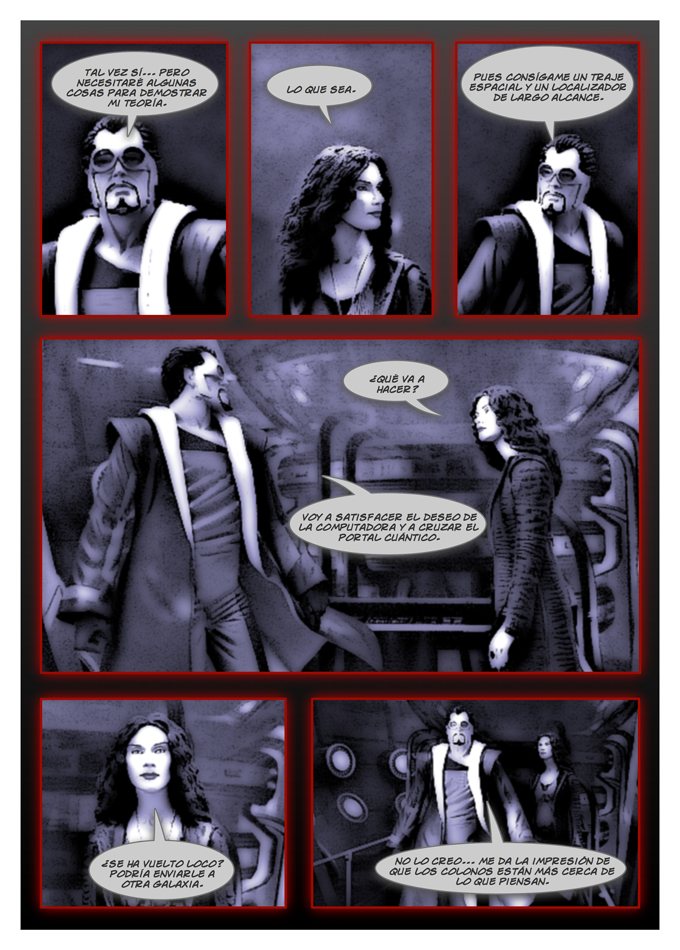 TAL VEZ SÍ... PERO
NECESITARÉ ALGUNAS
COSAS PARA DEMOSTRAR
MI TEORÍA.
LO QUE SEA.
PUES CONSÍGAME UN TRAJE
ESPACIAL Y UN LOCALIZADOR
DE LARGO ALCANCE.
¿QUÉ VA A
HACER?
VOY A SATISFACER EL DESEO DE
LA COMPUTADORA Y A CRUZAR EL
PORTAL CUÁNTICO.
¿SE HA VUELTO LOCO?
PODRÍA ENVIARLE A
OTRA GALAXIA.
NO LO CREO... ME DA LA IMPRESIÓN DE
QUE LOS COLONOS ESTÁN MÁS CERCA DE
LO QUE PIENSAN.